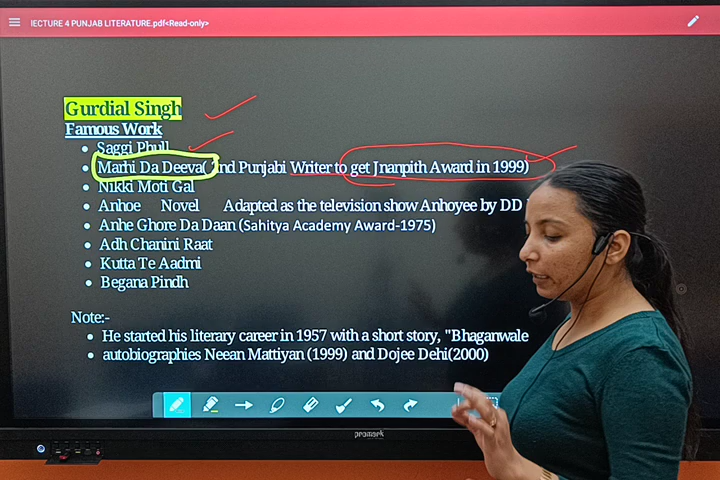 lECTURE 4 PUNJAB LITERATURE.pdf<Read-only>
Gurdial Singh
Famous Work
• Saggi Phull
• Marhi Da Deeva( 2nd Punjabi Writer to get Jnanpith Award in 1999)
• Nikki Moti Gal
• Anhoe Novel Adapted as the television show Anhoyee by DD
• Anhe Ghore Da Daan (Sahitya Academy Award-1975)
• Adh Chanini Raat
• Kutta Te Aadmi
• Begana Pindh
Note:-
• He started his literary career in 1957 with a short story, "Bhaganwale
• autobiographies Neean Mattiyan (1999) and Dojee Dehi(2000)
promark